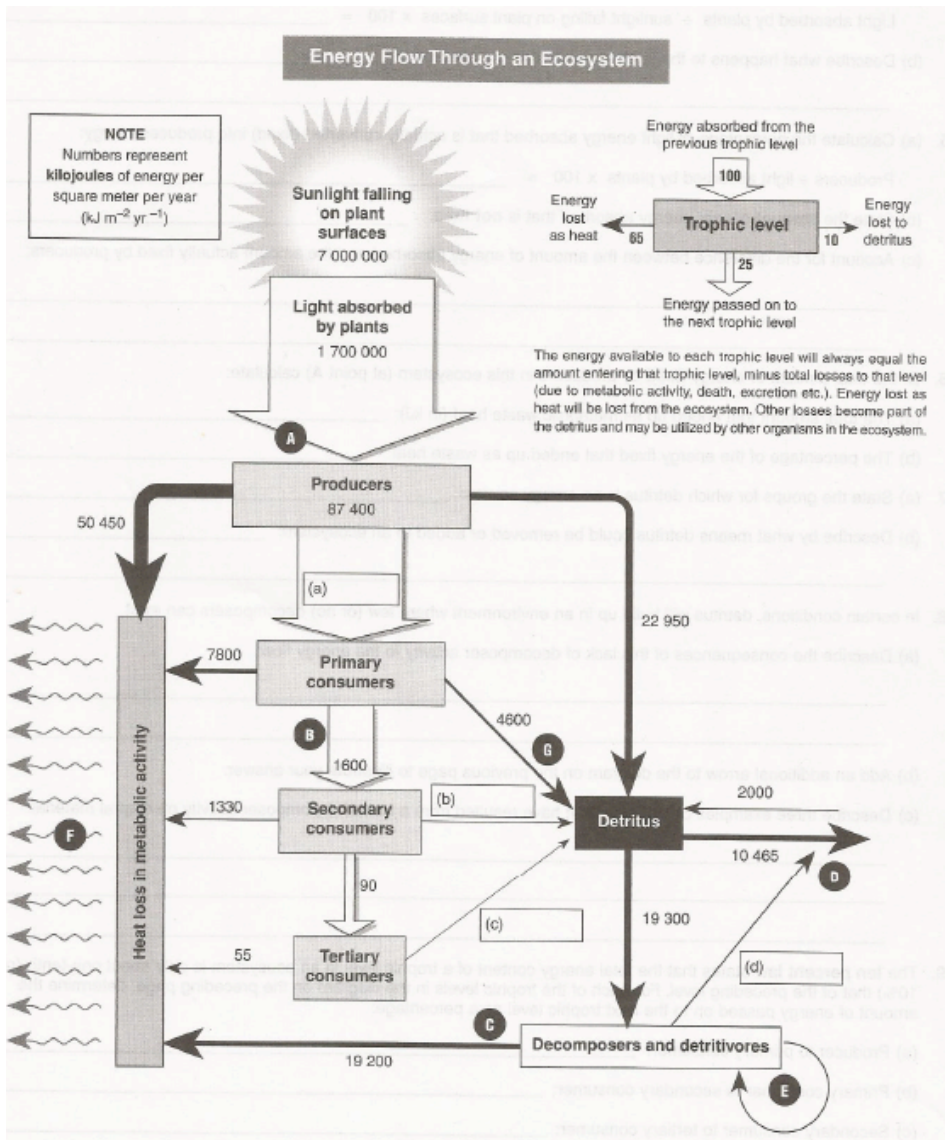 Energy Flow Through an Ecosystem
NOTE
Numbers represent
kilojoules of energy per
square meter per year
(kJ m⁻² yr⁻¹)
Sunlight falling
on plant
surfaces
7 000 000
Light absorbed
by plants
1 700 000
Energy absorbed from the
previous trophic level
100
Energy
lost
as heat
65
Trophic level
Energy
lost to
detritus
10
25
Energy passed on to
the next trophic level
The energy available to each trophic level will always equal the
amount entering that trophic level, minus total losses to that level
(due to metabolic activity, death, excretion etc.). Energy lost as
heat will be lost from the ecosystem. Other losses become part of
the detritus and may be utilized by other organisms in the ecosystem.
A
Producers
87 400
50 450
(a)
22 950
7800
Primary
consumers
4600
G
B
1600
(b)
2000
1330
Secondary
consumers
Detritus
10 465
D
F
Heat loss in metabolic activity
90
(c)
19 300
55
Tertiary
(d)
C
19 200
Decomposers and detritivores
E